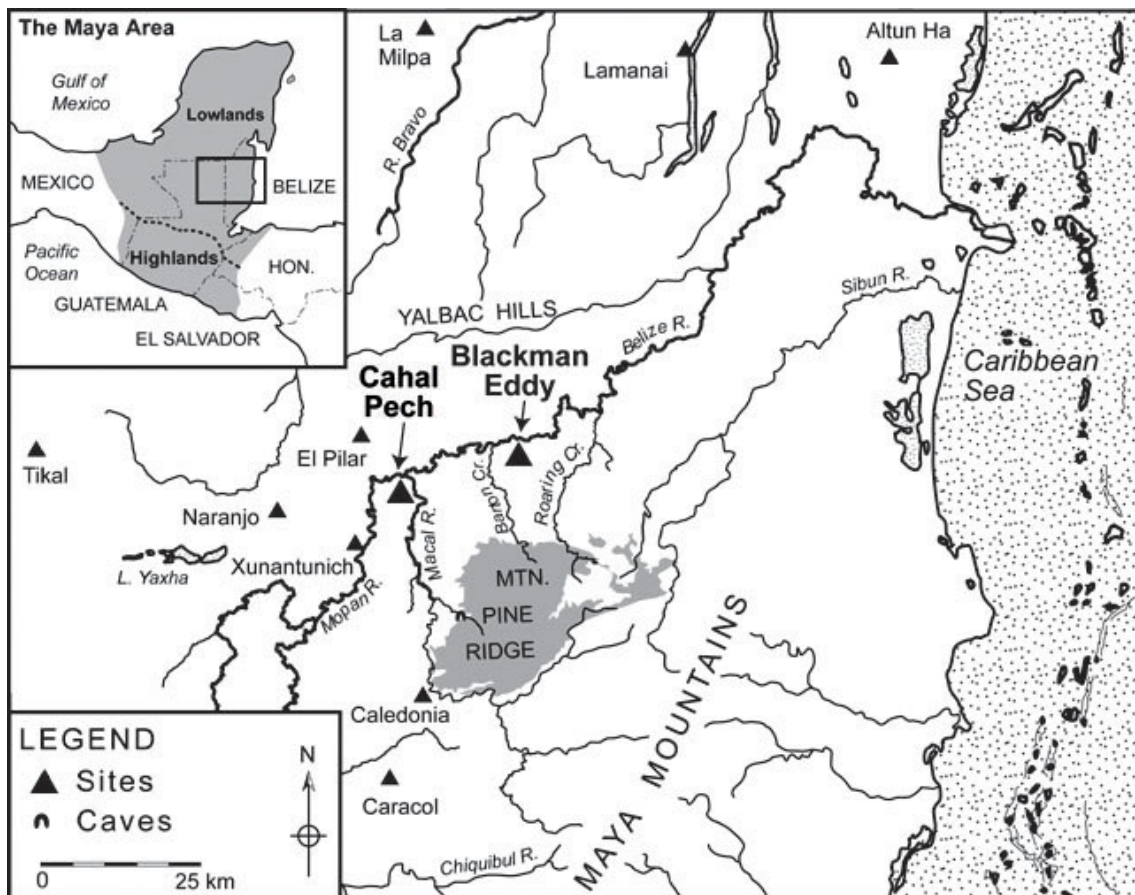 The Maya Area
Gulf of
Mexico
Lowlands
MEXICO
BELIZE
Pacific
Ocean
Highlands
HON.
GUATEMALA
EL SALVADOR
La
Milpa
R. Bravo
Lamanai
Altun Ha
YALBAC HILLS
Belize R.
Sibun R.
Caribbean
Sea
Blackman
Eddy
Cahal
Pech
Tikal
El Pilar
Naranjo
Xunantunich
L. Yaxha
Mopan R.
Macal R.
Barton Cr.
Roaring Cr.
MTN.
PINE
RIDGE
Caledonia
Caracol
Chiquibul R.
MAYA MOUNTAINS
LEGEND
Sites
Caves
N
0 25 km